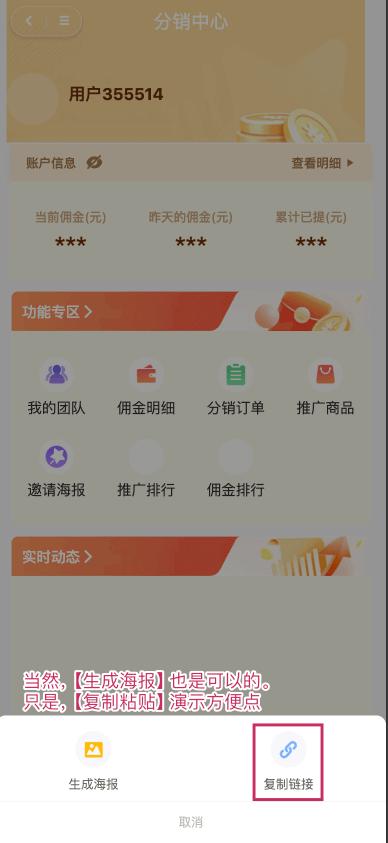 分销中心
用户355514
账户信息
查看明细
当前佣金(元)
昨天的佣金(元)
累计已提(元)
***
***
***
功能专区
我的团队
佣金明细
分销订单
推广商品
邀请海报
推广排行
佣金排行
实时动态
当然,【生成海报】也是可以的。
只是,【复制粘贴】演示方便点
生成海报
复制链接
取消